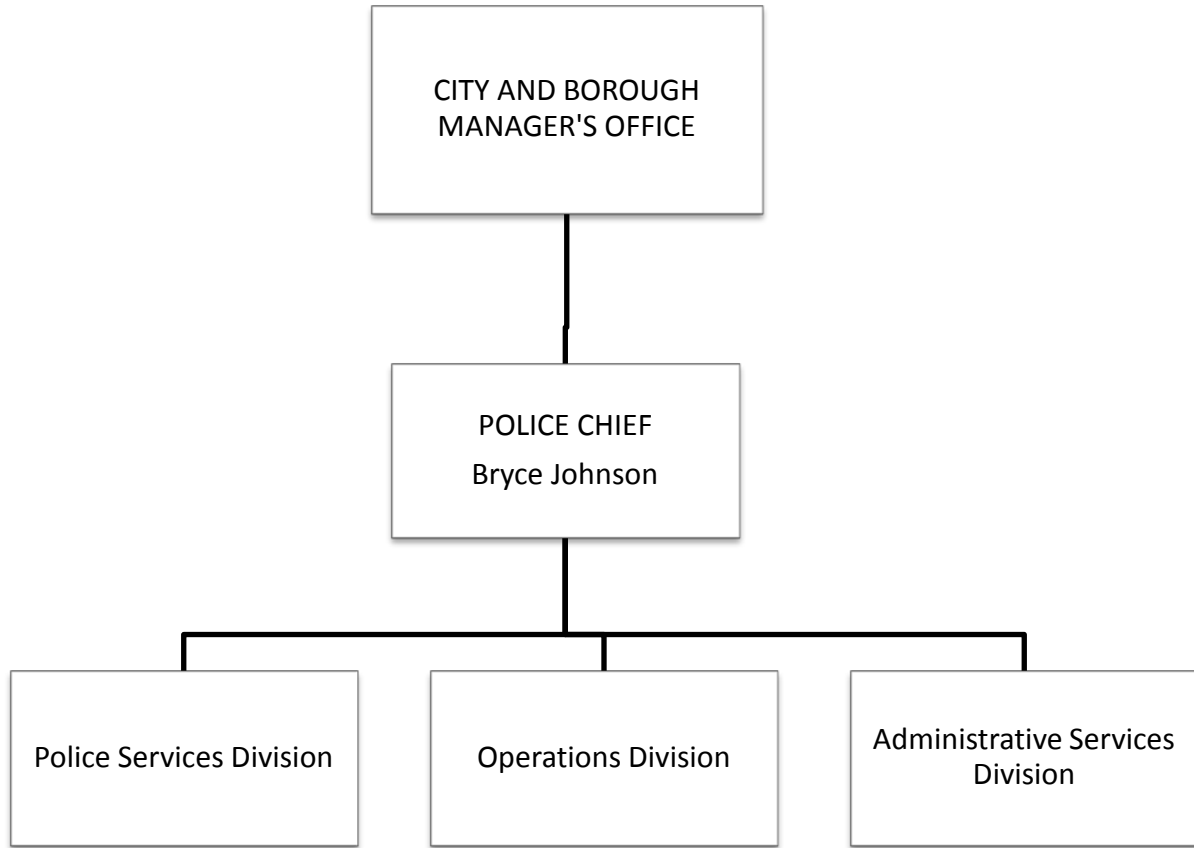 CITY AND BOROUGH
MANAGER'S OFFICE
POLICE CHIEF
Bryce Johnson
Police Services Division
Operations Division
Administrative Services
Division